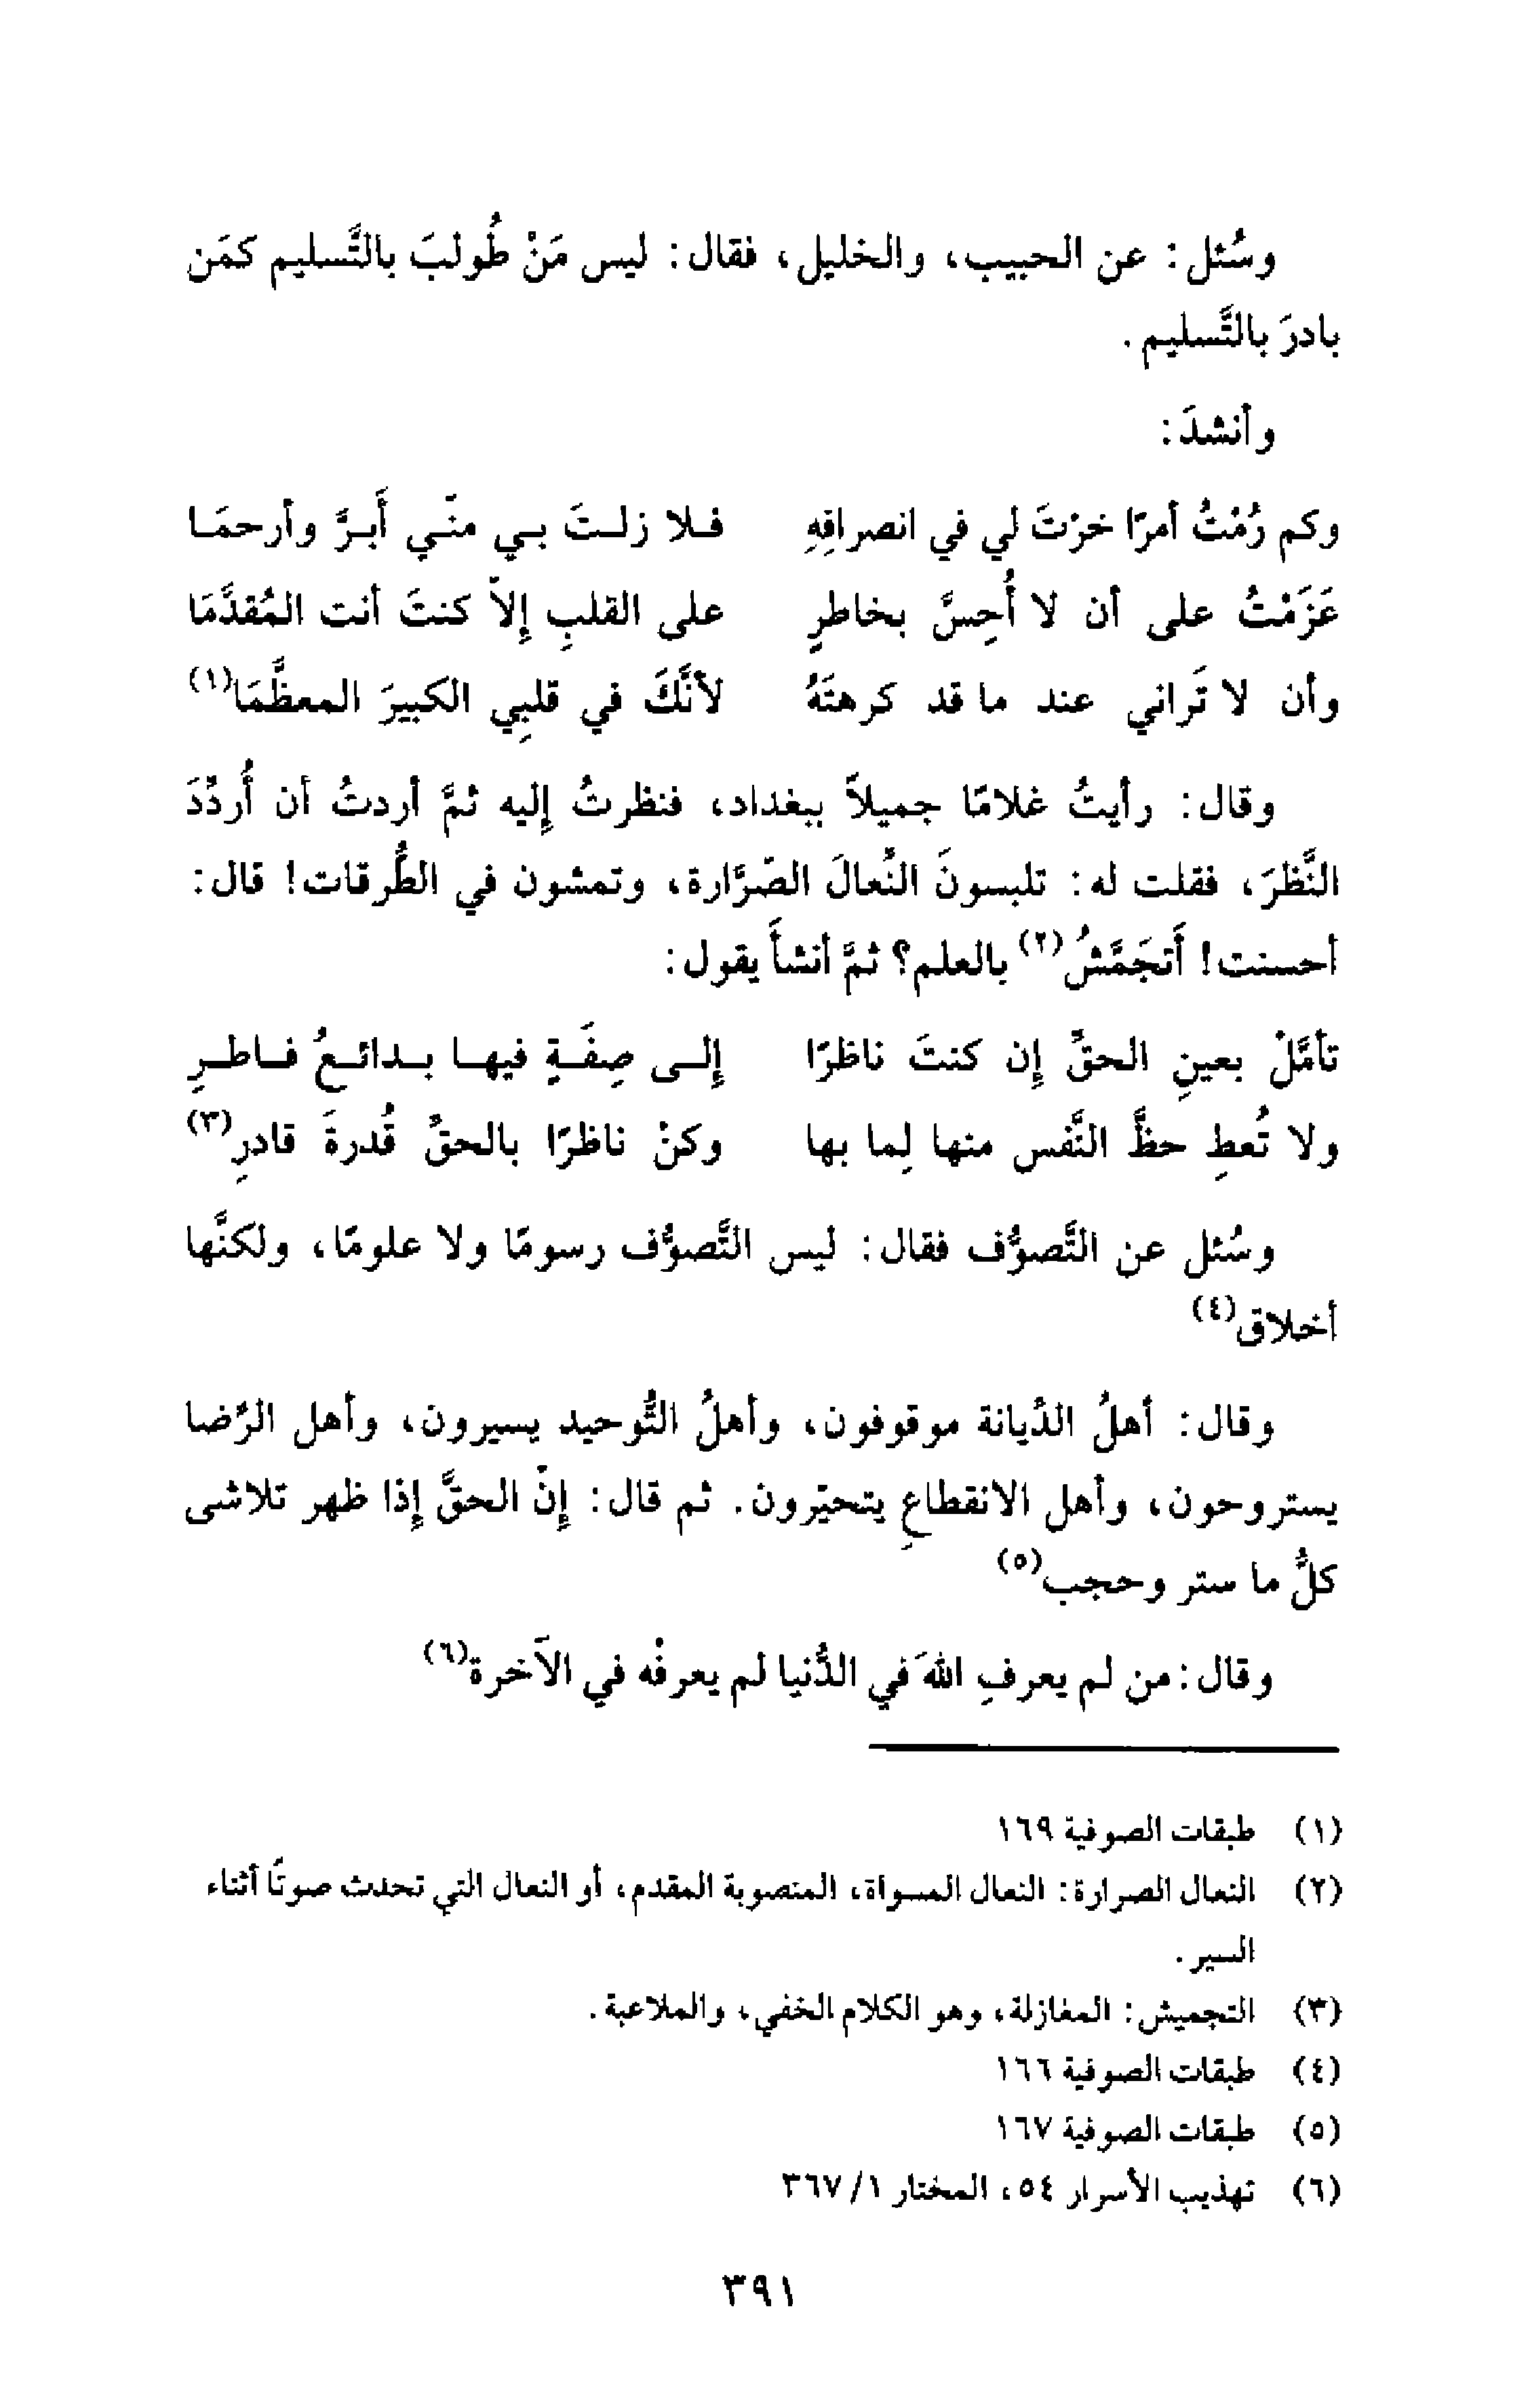 وسُئل: عن الحبيب، والخليل، فقال: ليس مَنْ طُولبَ بالتَّسليم كمَن
بادرَ بالتَّسليم.
وأنشدَ:
وكم رُمْتُ أمرًا خرْتَ لي في انصرافِهِ فلا زلتَ بي منّي أَبرَّ وأرحمَا
عَزَمْتُ على أن لا أُحِسَّ بخاطرٍ على القلبِ إلاّ كنتَ أنت المُقدَّمَا
وأن لا تَراني عند ما قد كرهتَهُ لأنَّكَ في قلبِي الكبيرَ المعظَّمَا(١)
وقال: رأيتُ غلامًا جميلاً ببغداد، فنظرتُ إليه ثمَّ أردتُ أن أُردِّدَ
النَّظرَ، فقلت له: تلبسونَ النِّعالَ الصّرَّارة، وتمشون في الطُّرقات! قال:
أحسنت! أَتجَمَّشُ(٢) بالعلم؟ ثمَّ أنشأَ يقول:
تأمَّلْ بعينِ الحقِّ إن كنتَ ناظرًا إلى صِفَةٍ فيها بدائعُ فاطرِ
ولا تُعطِ حظَّ النَّفس منها لِما بها وكنْ ناظرًا بالحقِّ قُدرةَ قادرِ(٣)
وسُئل عن التَّصوُّف فقال: ليس التَّصوُّف رسومًا ولا علومًا، ولكنَّها
أخلاق(٤)
وقال: أهلُ الدِّيانة موقوفون، وأهلُ التُّوحيد يسيرون، وأهل الرِّضا
يستروحون، وأهل الانقطاعِ يتحيّرون. ثم قال: إنّ الحقَّ إذا ظهر تلاشى
كلُّ ما ستر وحجب(٥)
وقال: من لم يعرفِ اللهَ في الدُّنيا لم يعرفْه في الآخرة(٦)
(١) طبقات الصوفية ١٦٩
(٢) النعال الصرارة: النعال المسواة، المنصوبة المقدم، أو النعال التي تحدث صوتًا أثناء
السير.
(٣) التجميش: المغازلة، وهو الكلام الخفي، والملاعبة.
(٤) طبقات الصوفية ١٦٦
(٥) طبقات الصوفية ١٦٧
(٦) تهذيب الأسرار ٥٤، المختار ١/ ٣٦٧
٣٩١